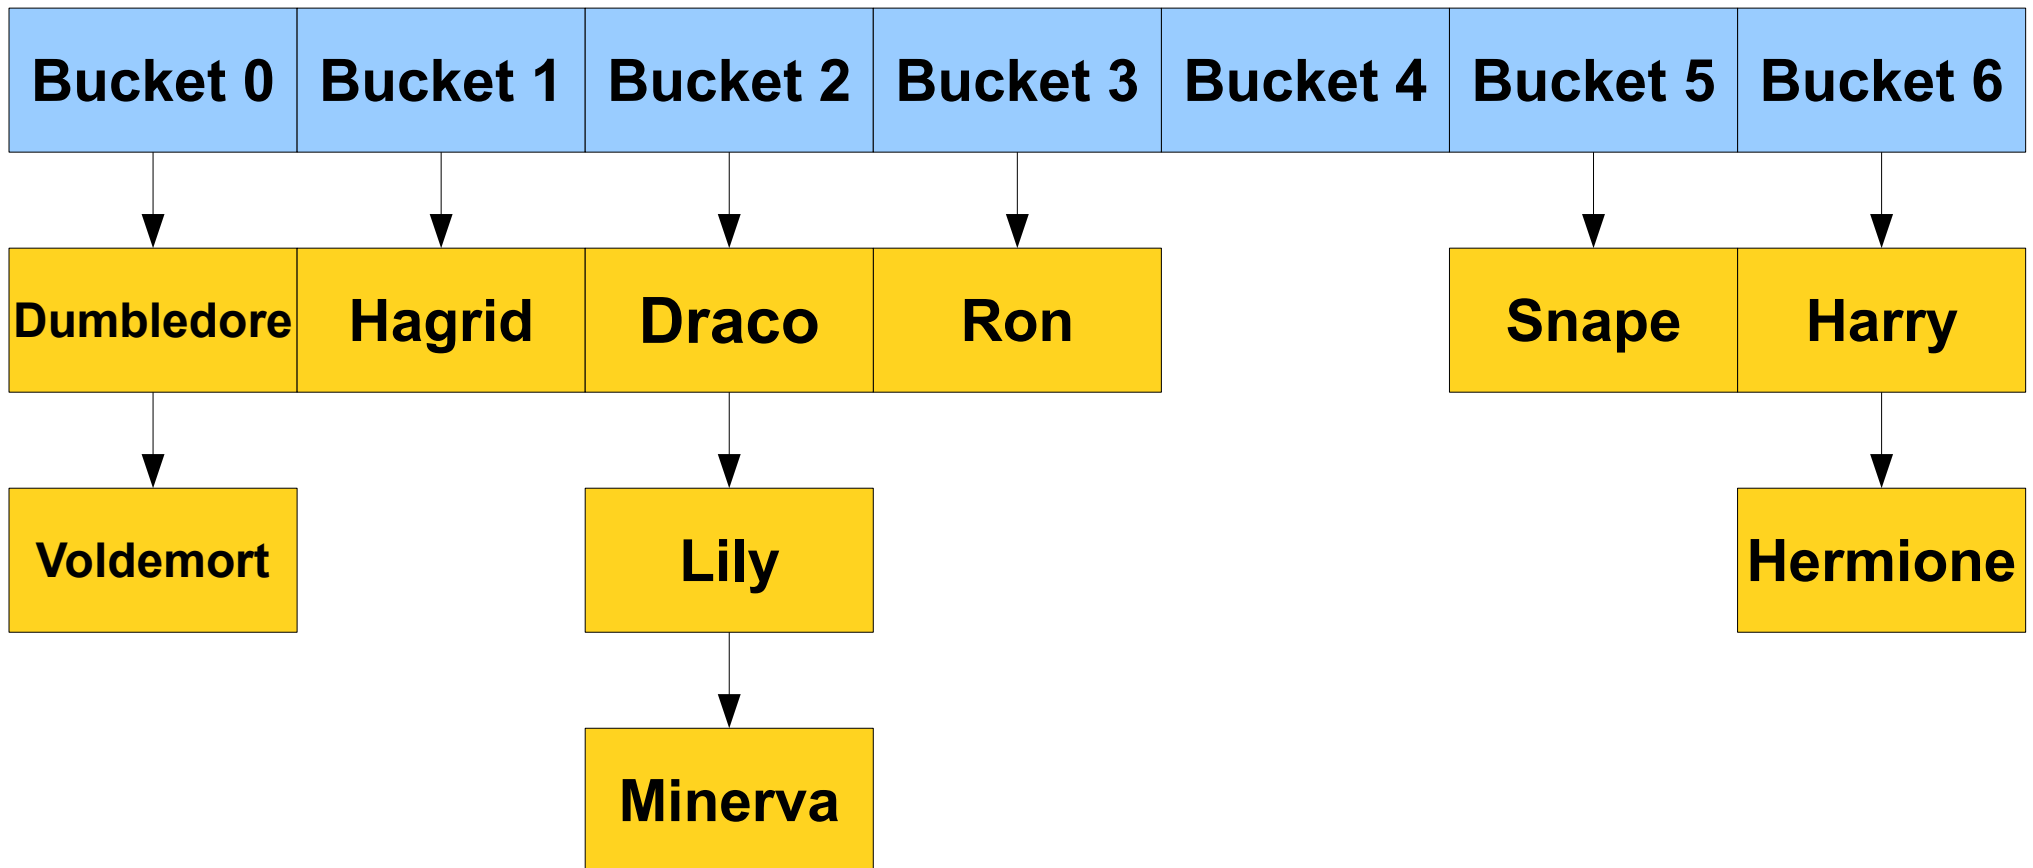 Bucket 0 Bucket 1 Bucket 2 Bucket 3 Bucket 4 Bucket 5 Bucket 6
Dumbledore Hagrid Draco Ron Snape Harry
Voldemort Lily Hermione
Minerva